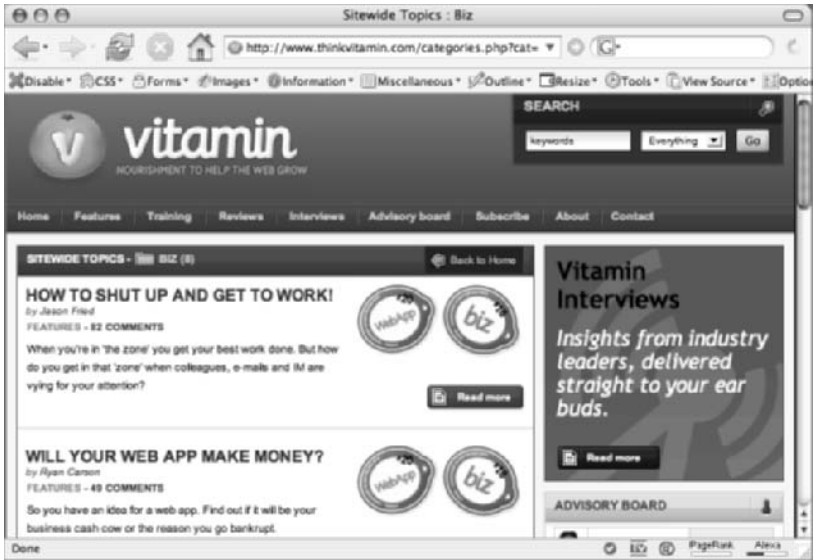 Sitewide Topics : Biz
http://www.thinkvitamin.com/categories.php?cat=
G
Disable CSS Forms Images Information Miscellaneous Outline Resize Tools View Source Option
vitamin
NOURISHMENT TO HELP THE WEB GROW
SEARCH
keywords Everything Go
Home Features Training Reviews Interviews Advisory board Subscribe About Contact
SITEWIDE TOPICS - BIZ (8) Back to Home
HOW TO SHUT UP AND GET TO WORK!
by Jason Fried
FEATURES - 82 COMMENTS
WebApp biz
When you're in 'the zone' you get your best work done. But how
do you get in that 'zone' when colleagues, e-mails and IM are
vying for your attention?
Read more
WILL YOUR WEB APP MAKE MONEY?
by Ryan Carson
FEATURES - 49 COMMENTS
WebApp biz
So you have an idea for a web app. Find out if it will be your
business cash cow or the reason you go bankrupt.
Vitamin
Interviews
Insights from industry
leaders, delivered
straight to your ear
buds.
Read more
ADVISORY BOARD
Done PageRank Alexa